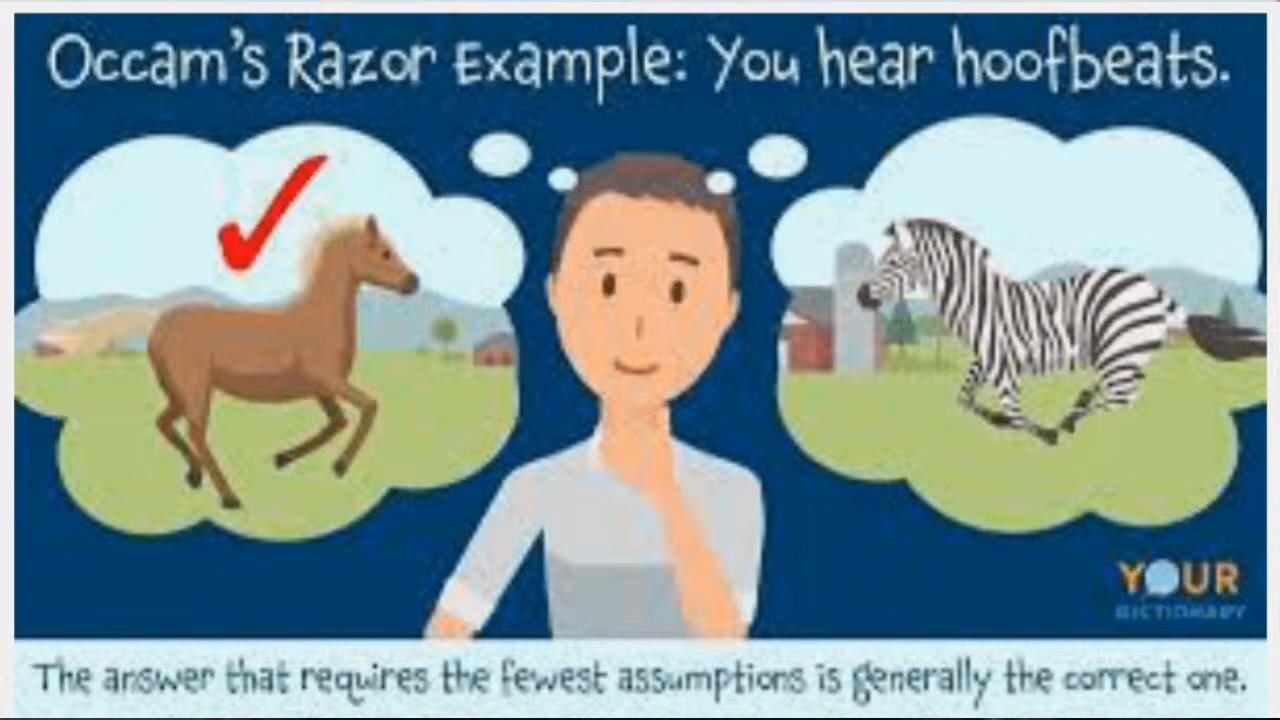 Occam's Razor Example: You hear hoofbeats.
YOUR
DICTIONARY
The answer that requires the fewest assumptions is generally the correct one.